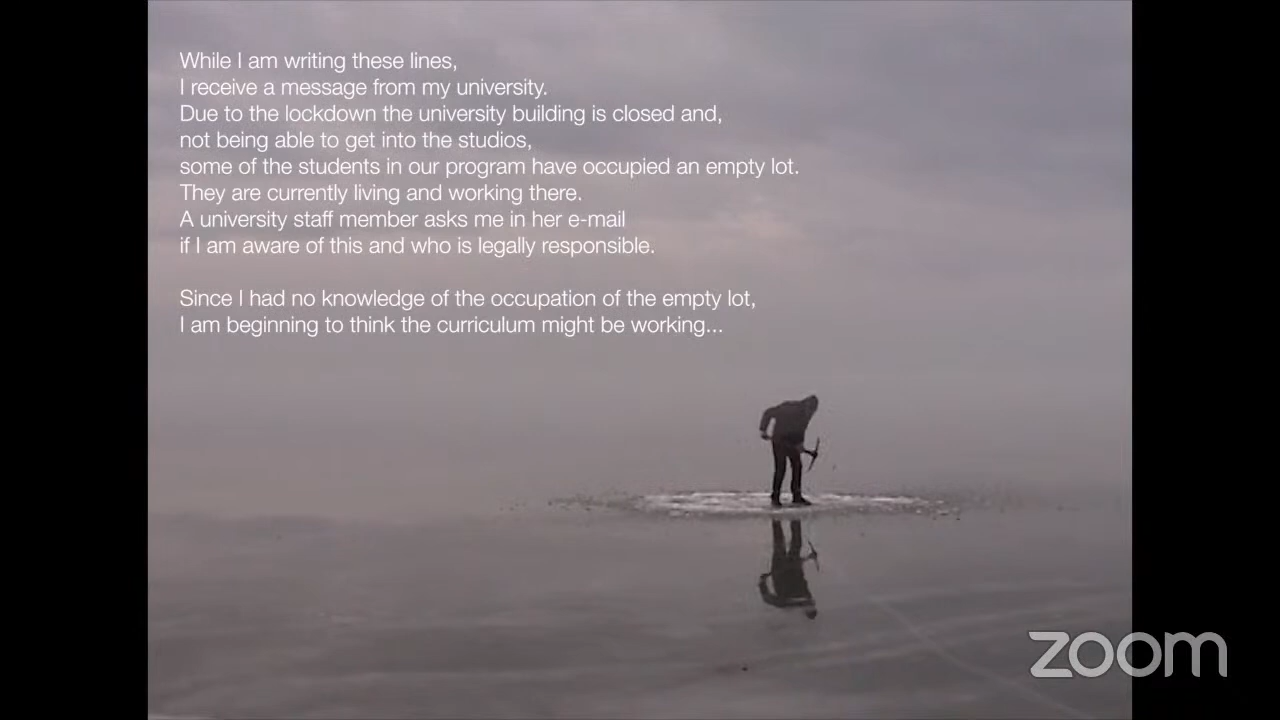 While I am writing these lines,
I receive a message from my university.
Due to the lockdown the university building is closed and,
not being able to get into the studios,
some of the students in our program have occupied an empty lot.
They are currently living and working there.
A university staff member asks me in her e-mail
if I am aware of this and who is legally responsible.
Since I had no knowledge of the occupation of the empty lot,
I am beginning to think the curriculum might be working...
zoom